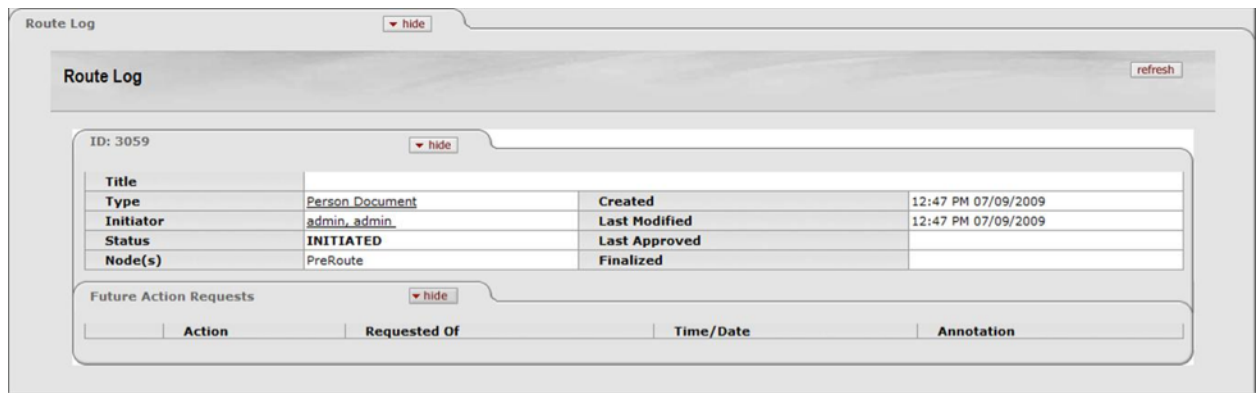 Route Log hide
Route Log refresh
ID: 3059 hide
Title
Type Person Document Created 12:47 PM 07/09/2009
Initiator admin, admin Last Modified 12:47 PM 07/09/2009
Status INITIATED Last Approved
Node(s) PreRoute Finalized
Future Action Requests hide
Action Requested Of Time/Date Annotation